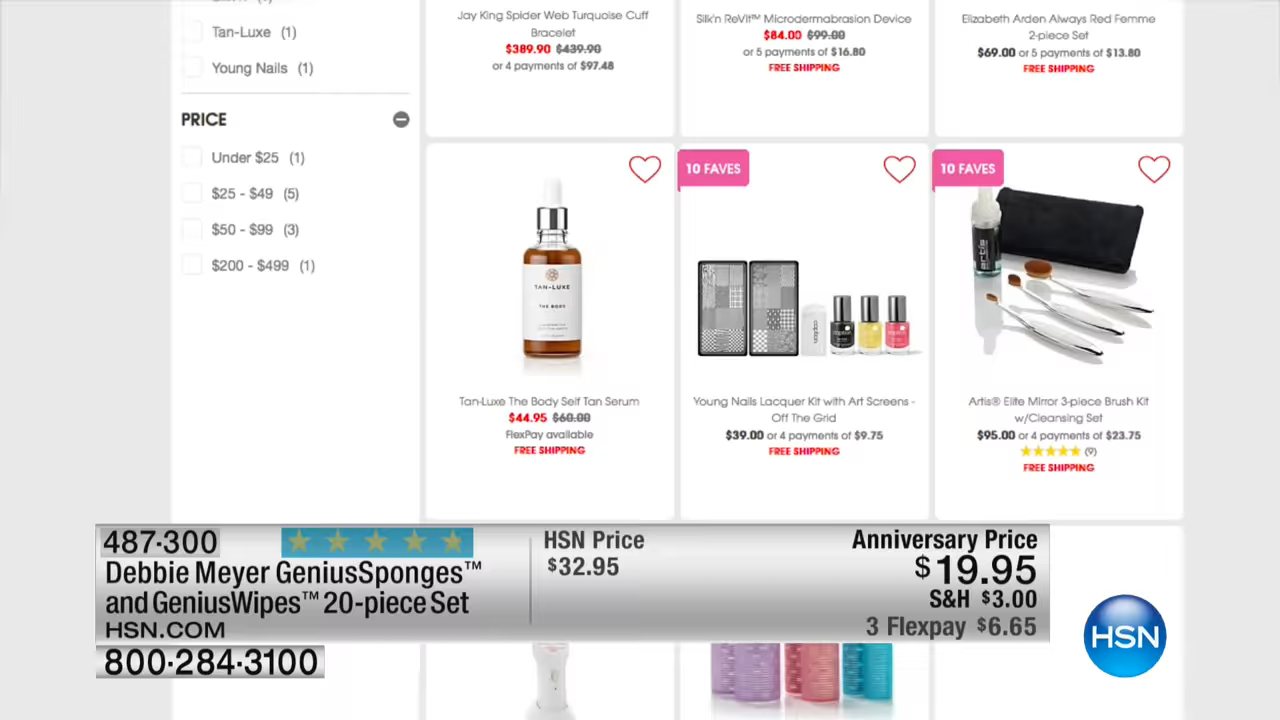 Tan-Luxe (1)
Young Nails (1)
PRICE
Under $25 (1)
$25 - $49 (5)
$50 - $99 (3)
$200 - $499 (1)
Jay King Spider Web Turquoise Cuff
Bracelet
$389.90 $439.90
or 4 payments of $97.48
Silk'n ReVit™ Microdermabrasion Device
$84.00 $99.00
or 5 payments of $16.80
FREE SHIPPING
Elizabeth Arden Always Red Femme
2-piece Set
$69.00 or 5 payments of $13.80
FREE SHIPPING
TAN-LUXE
THE BODY
Tan-Luxe The Body Self Tan Serum
$44.95 $60.00
FlexPay available
FREE SHIPPING
10 FAVES
Young Nails Lacquer Kit with Art Screens -
Off The Grid
$39.00 or 4 payments of $9.75
FREE SHIPPING
10 FAVES
artis
Artis® Elite Mirror 3-piece Brush Kit
w/Cleansing Set
$95.00 or 4 payments of $23.75
(9)
FREE SHIPPING
487-300
Debbie Meyer GeniusSponges™
and GeniusWipes™ 20-piece Set
HSN.COM
800-284-3100
HSN Price
$32.95
Anniversary Price
$19.95
S&H $3.00
3 Flexpay $6.65
HSN